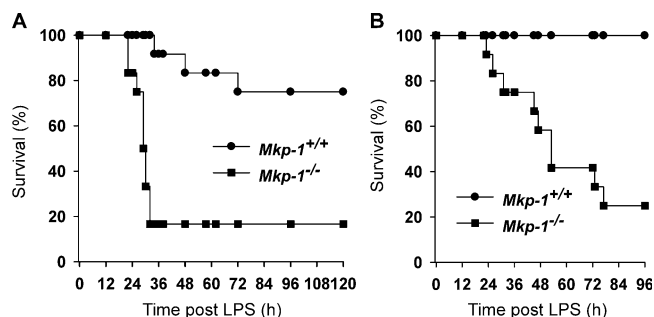 A
Survival (%)
100
80
60
40
20
0
Mkp-1+/+
Mkp-1-/-
0 12 24 36 48 60 72 84 96 108 120
Time post LPS (h)
B
Survival (%)
100
80
60
40
20
0
Mkp-1+/+
Mkp-1-/-
0 12 24 36 48 60 72 84 96
Time post LPS (h)